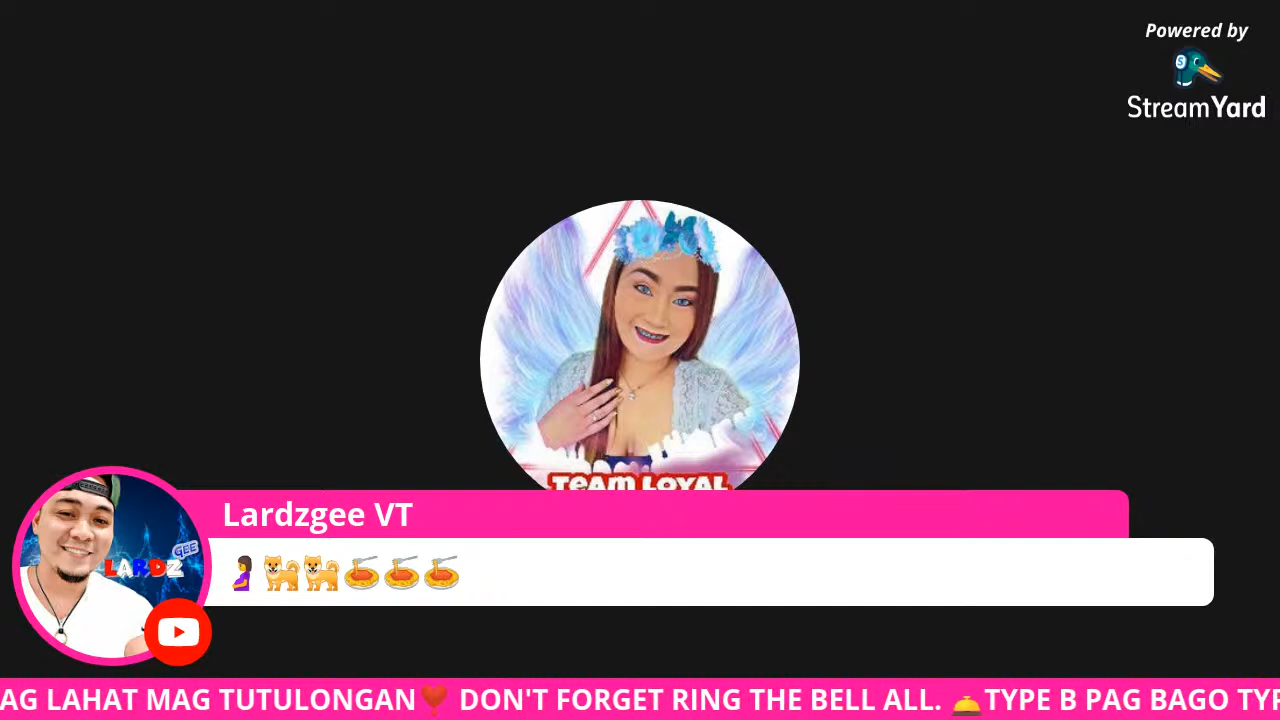 Powered by
StreamYard
TEAM LOYAL
Lardzgee VT
GEE
LARDZ
AG LAHAT MAG TUTULONGAN❤️ DON'T FORGET RING THE BELL ALL. 🛎️TYPE B PAG BAGO TYP